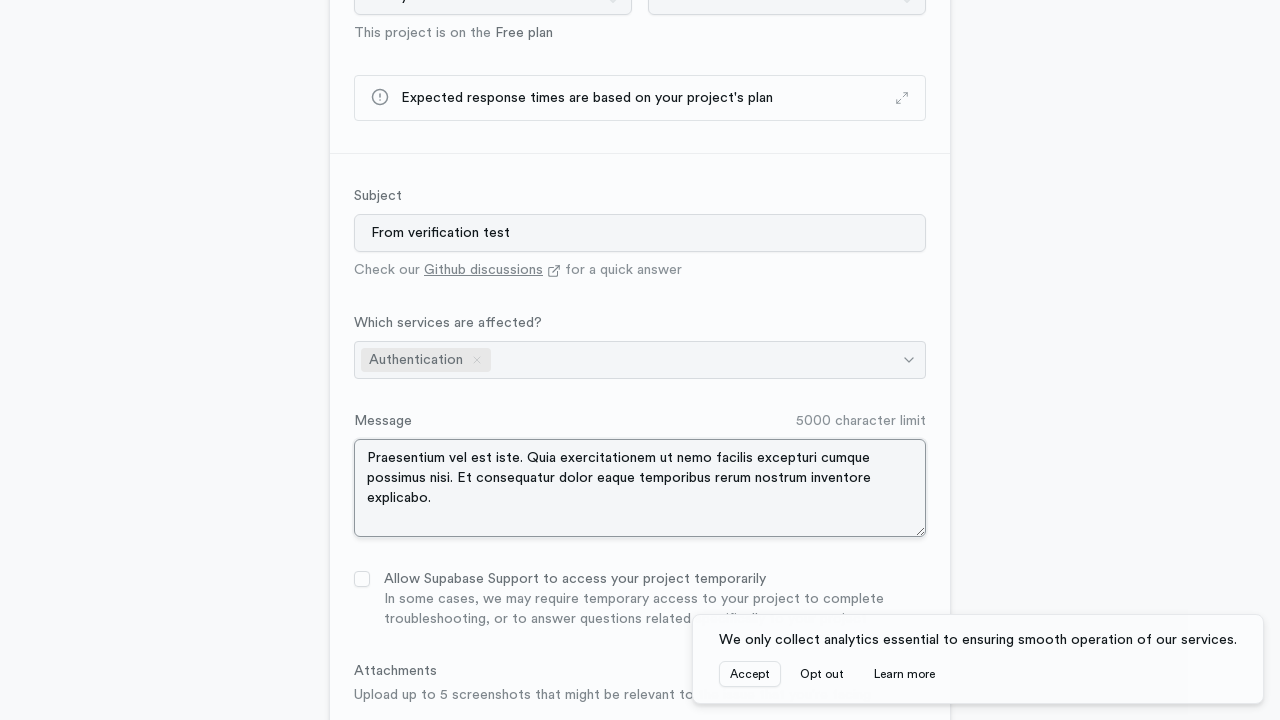 This project is on the Free plan
Expected response times are based on your project's plan
Subject
From verification test
Check our Github discussions for a quick answer
Which services are affected?
Authentication
Message
5000 character limit
Praesentium vel est iste. Quia exercitationem ut nemo facilis excepturi cumque
possimus nisi. Et consequatur dolor eaque temporibus rerum nostrum inventore
explicabo.
Allow Supabase Support to access your project temporarily
In some cases, we may require temporary access to your project to complete
troubleshooting, or to answer questions related
We only collect analytics essential to ensuring smooth operation of our services.
Accept
Opt out
Learn more
Attachments
Upload up to 5 screenshots that might be relevant to